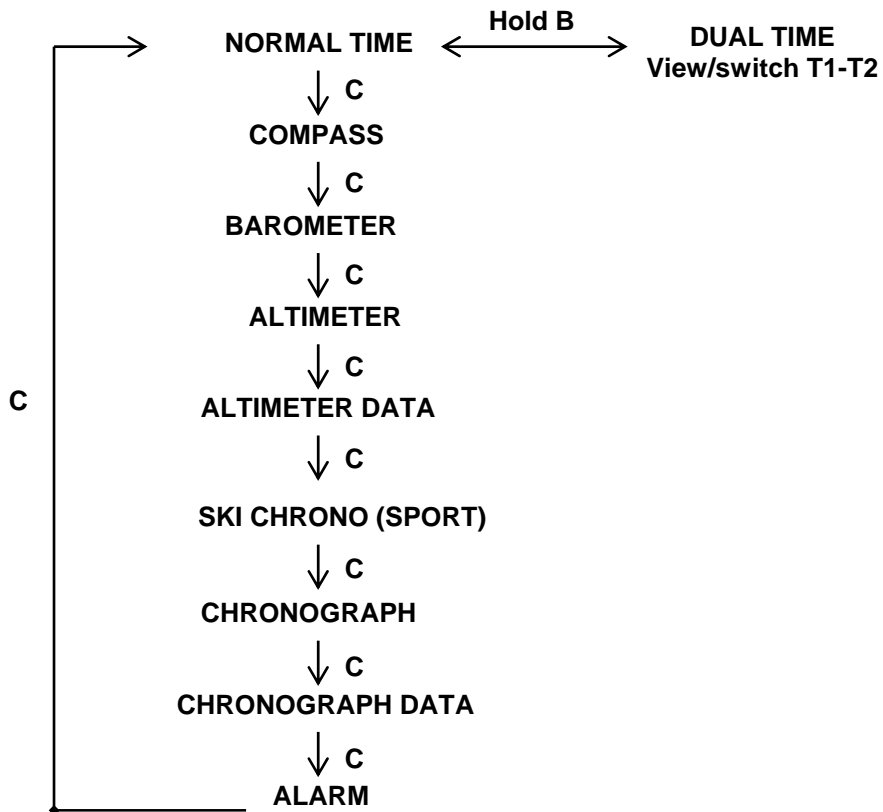 Hold B
NORMAL TIME
DUAL TIME
View/switch T1-T2
C
COMPASS
C
BAROMETER
C
ALTIMETER
C
C
ALTIMETER DATA
C
SKI CHRONO (SPORT)
C
CHRONOGRAPH
C
CHRONOGRAPH DATA
C
ALARM